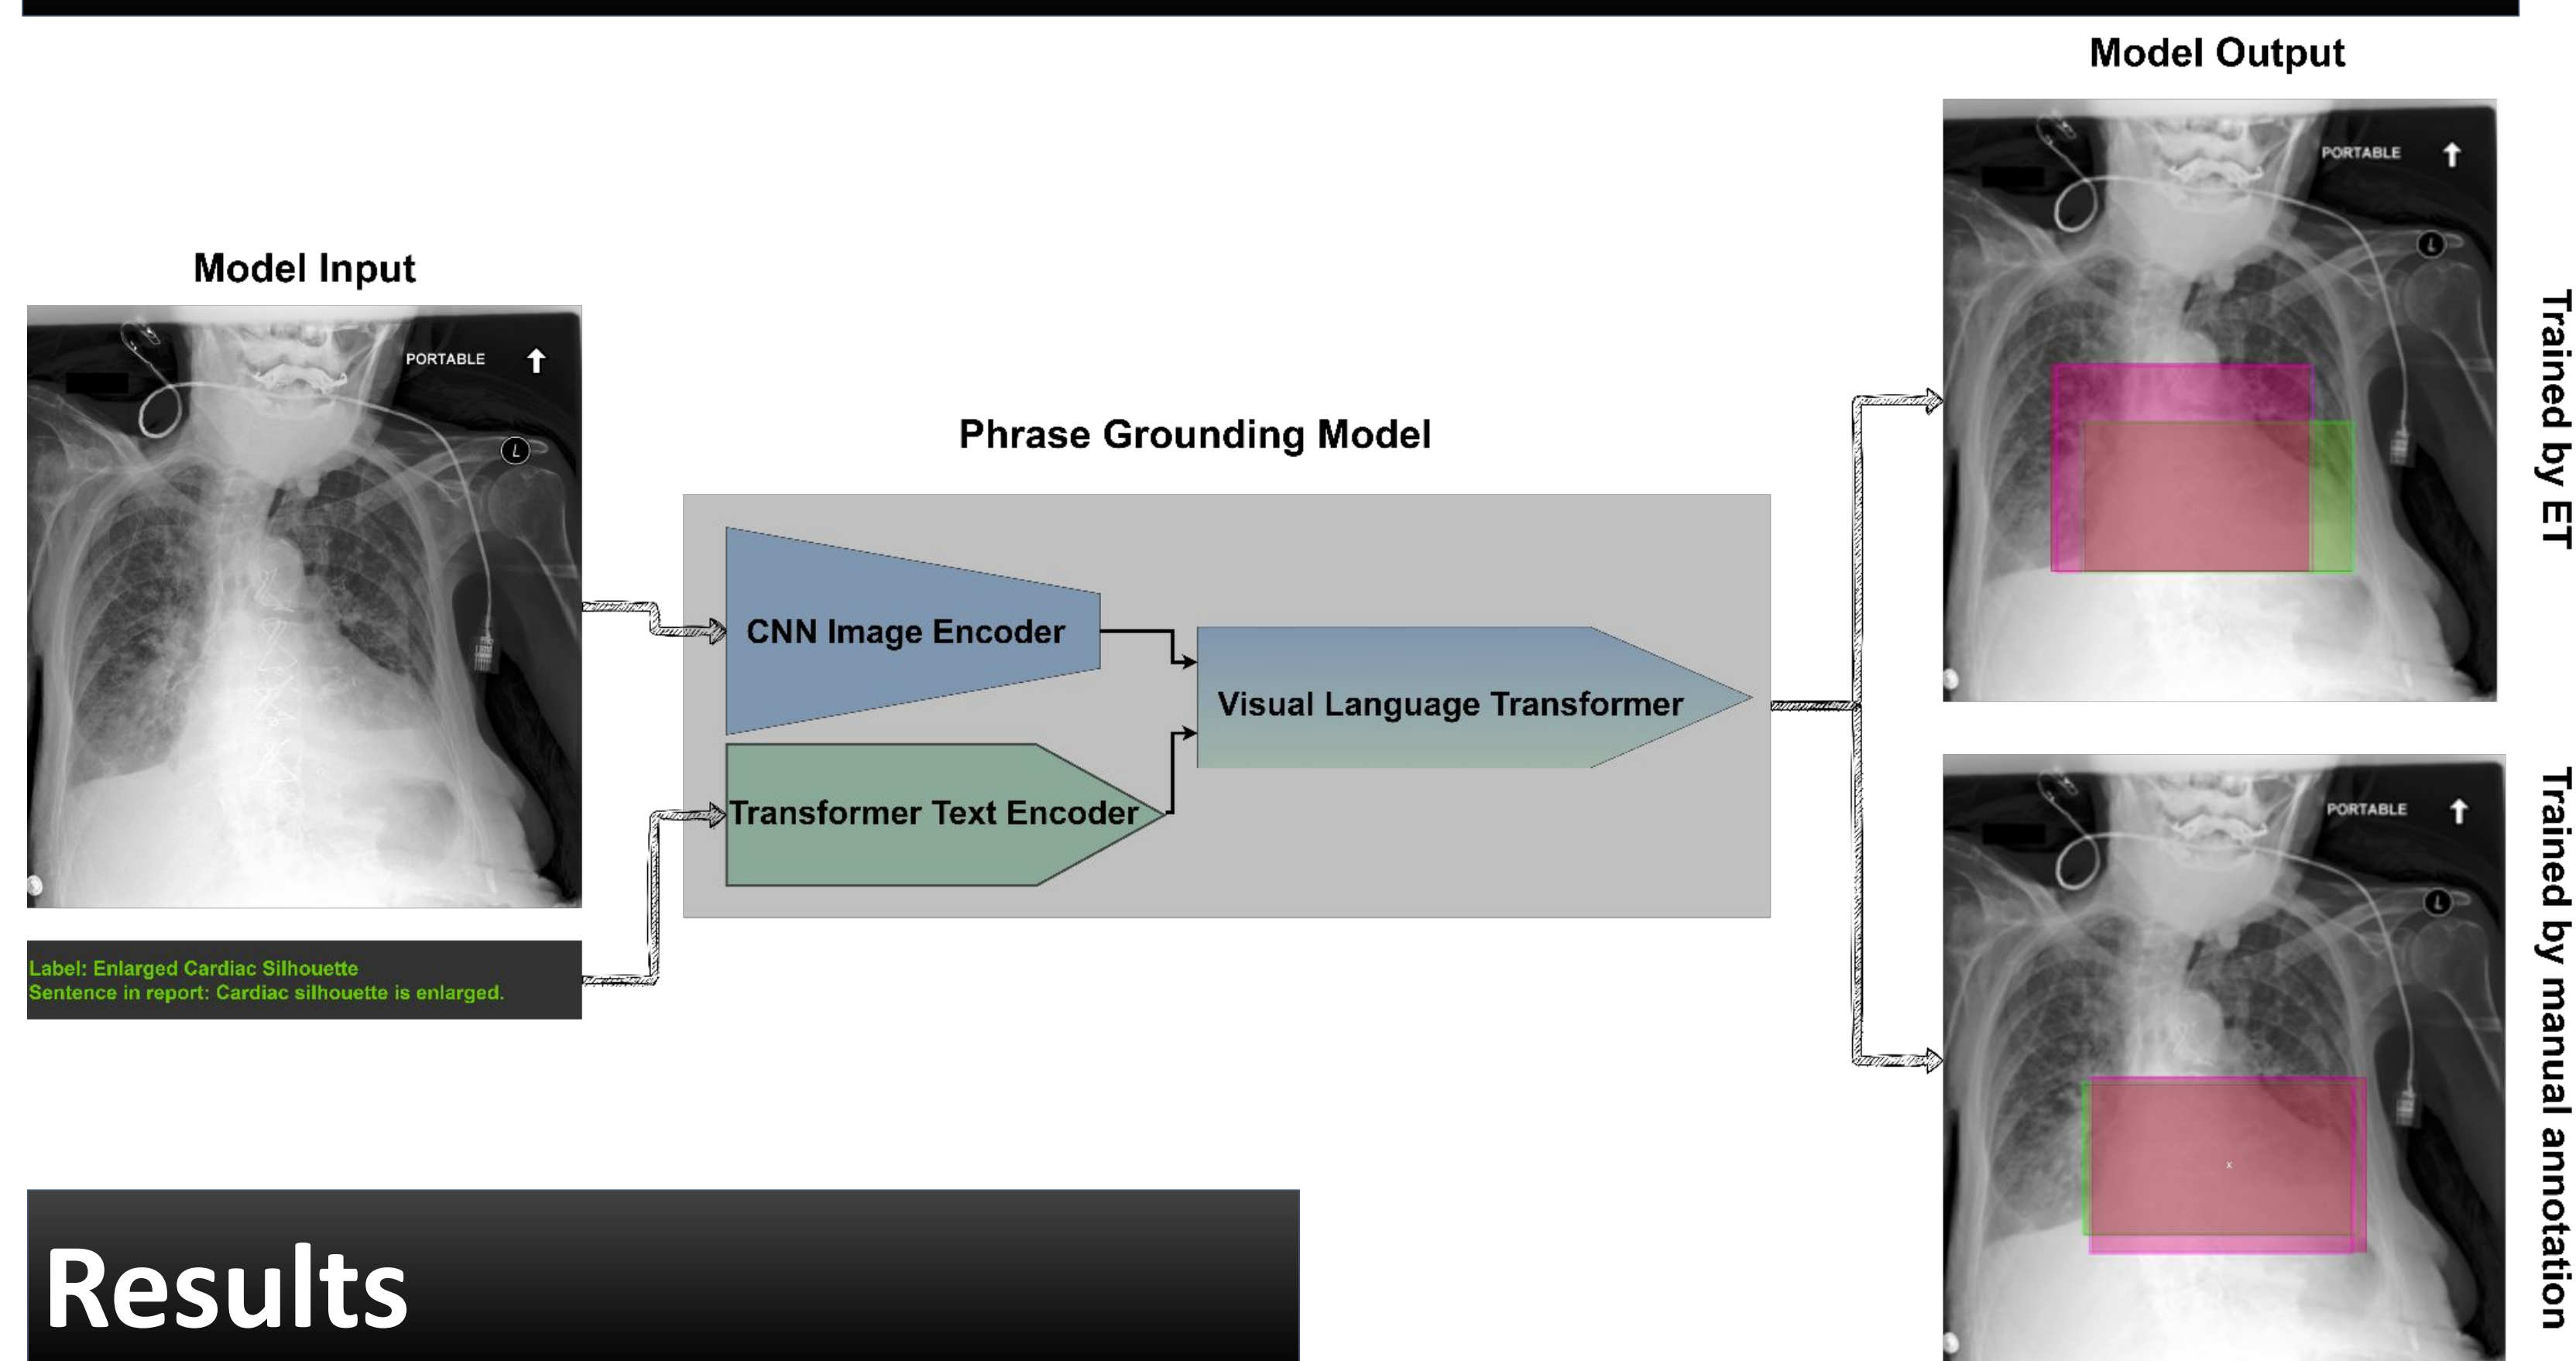 Model Output
PORTABLE
L
Model Input
PORTABLE
L
Trained by ET
Phrase Grounding Model
CNN Image Encoder
Visual Language Transformer
Transformer Text Encoder
PORTABLE
L
Trained by manual annotation
Label: Enlarged Cardiac Silhouette
Sentence in report: Cardiac silhouette is enlarged.
x
Results